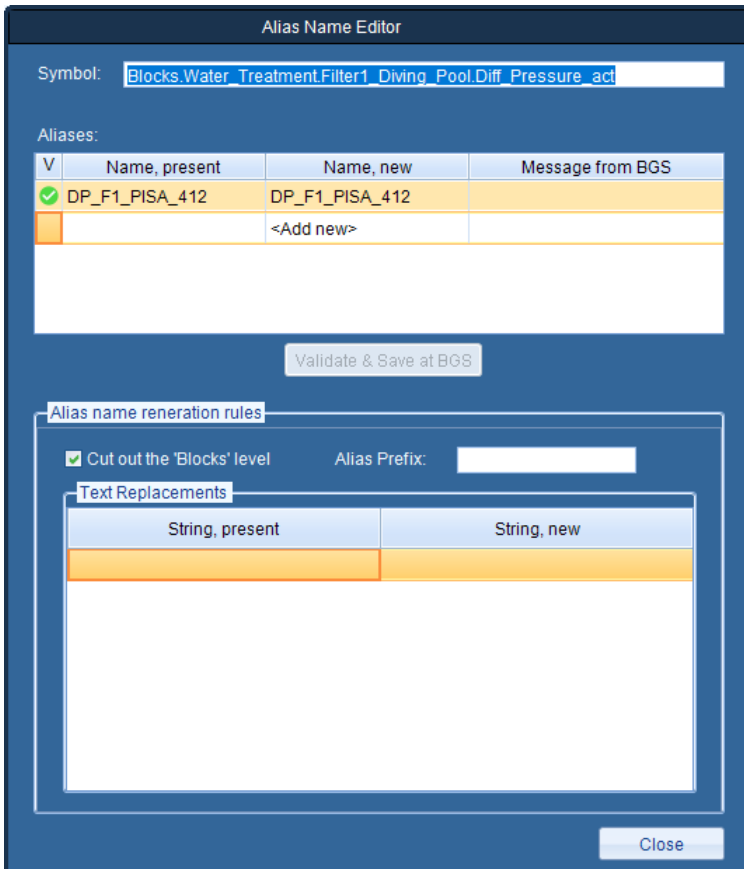 Alias Name Editor
Symbol: Blocks.Water_Treatment.Filter1_Diving_Pool.Diff_Pressure_act
Aliases:
V Name, present Name, new Message from BGS
DP_F1_PISA_412 DP_F1_PISA_412
<Add new>
Validate & Save at BGS
Alias name reneration rules
Cut out the 'Blocks' level Alias Prefix:
Text Replacements
String, present String, new
Close